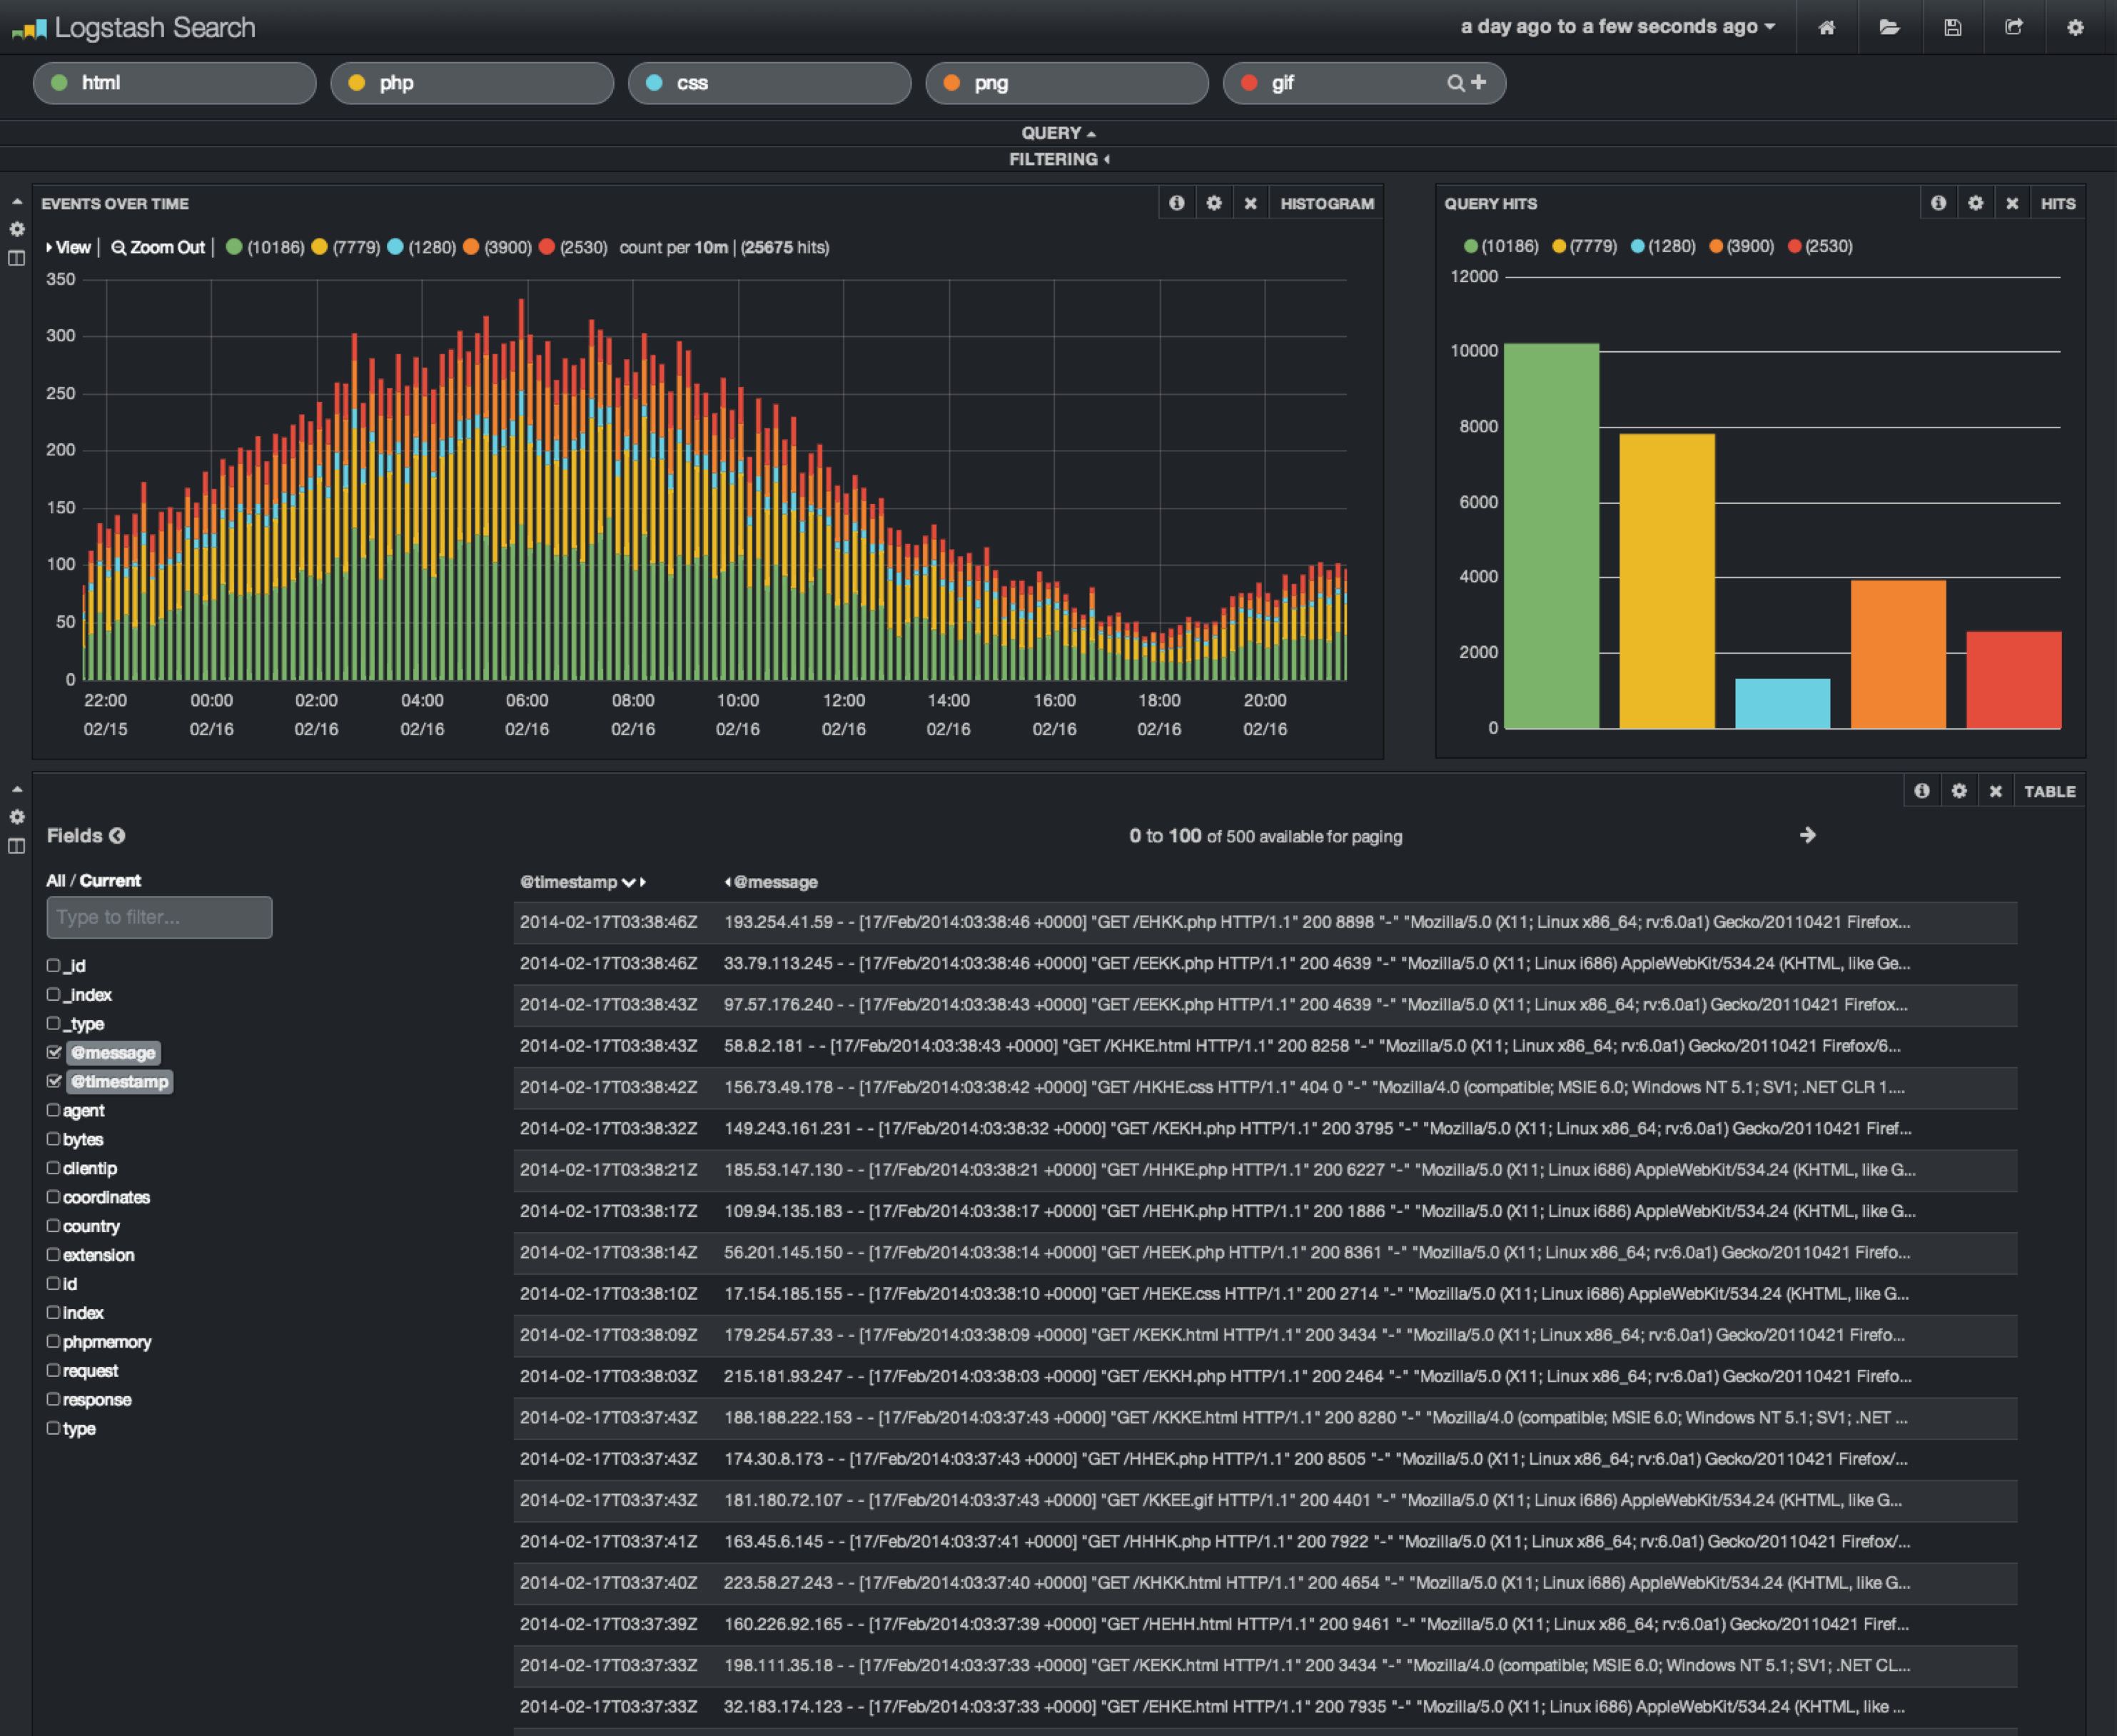 Logstash Search
a day ago to a few seconds ago
html php css png gif
QUERY
FILTERING
EVENTS OVER TIME HISTOGRAM
View | Zoom Out | (10186) (7779) (1280) (3900) (2530) count per 10m | (25675 hits)
350
300
250
200
150
100
50
0
22:00 00:00 02:00 04:00 06:00 08:00 10:00 12:00 14:00 16:00 18:00 20:00
02/15 02/16 02/16 02/16 02/16 02/16 02/16 02/16 02/16 02/16 02/16 02/16
QUERY HITS HITS
(10186) (7779) (1280) (3900) (2530)
12000
10000
8000
6000
4000
2000
0
TABLE
Fields
All / Current
Type to filter...
_id
_index
_type
@message
@timestamp
agent
bytes
clientip
coordinates
country
extension
id
index
phpmemory
request
response
type
0 to 100 of 500 available for paging
@timestamp @message
2014-02-17T03:38:46Z 193.254.41.59 - - [17/Feb/2014:03:38:46 +0000] "GET /EHKK.php HTTP/1.1" 200 8898 "-" "Mozilla/5.0 (X11; Linux x86_64; rv:6.0a1) Gecko/20110421 Firefox...
2014-02-17T03:38:46Z 33.79.113.245 - - [17/Feb/2014:03:38:46 +0000] "GET /EEKK.php HTTP/1.1" 200 4639 "-" "Mozilla/5.0 (X11; Linux i686) AppleWebKit/534.24 (KHTML, like Ge...
2014-02-17T03:38:43Z 97.57.176.240 - - [17/Feb/2014:03:38:43 +0000] "GET /EEKK.php HTTP/1.1" 200 4639 "-" "Mozilla/5.0 (X11; Linux x86_64; rv:6.0a1) Gecko/20110421 Firefox...
2014-02-17T03:38:43Z 58.8.2.181 - - [17/Feb/2014:03:38:43 +0000] "GET /KHKE.html HTTP/1.1" 200 8258 "-" "Mozilla/5.0 (X11; Linux x86_64; rv:6.0a1) Gecko/20110421 Firefox/6...
2014-02-17T03:38:42Z 156.73.49.178 - - [17/Feb/2014:03:38:42 +0000] "GET /HKHE.css HTTP/1.1" 404 0 "-" "Mozilla/4.0 (compatible; MSIE 6.0; Windows NT 5.1; SV1; .NET CLR 1....
2014-02-17T03:38:32Z 149.243.161.231 - - [17/Feb/2014:03:38:32 +0000] "GET /KEKH.php HTTP/1.1" 200 3795 "-" "Mozilla/5.0 (X11; Linux x86_64; rv:6.0a1) Gecko/20110421 Firef...
2014-02-17T03:38:21Z 185.53.147.130 - - [17/Feb/2014:03:38:21 +0000] "GET /HHKE.php HTTP/1.1" 200 6227 "-" "Mozilla/5.0 (X11; Linux i686) AppleWebKit/534.24 (KHTML, like G...
2014-02-17T03:38:17Z 109.94.135.183 - - [17/Feb/2014:03:38:17 +0000] "GET /HEHK.php HTTP/1.1" 200 1886 "-" "Mozilla/5.0 (X11; Linux i686) AppleWebKit/534.24 (KHTML, like G...
2014-02-17T03:38:14Z 56.201.145.150 - - [17/Feb/2014:03:38:14 +0000] "GET /HEEK.php HTTP/1.1" 200 8361 "-" "Mozilla/5.0 (X11; Linux x86_64; rv:6.0a1) Gecko/20110421 Firefo...
2014-02-17T03:38:10Z 17.154.185.155 - - [17/Feb/2014:03:38:10 +0000] "GET /HEKE.css HTTP/1.1" 200 2714 "-" "Mozilla/5.0 (X11; Linux i686) AppleWebKit/534.24 (KHTML, like G...
2014-02-17T03:38:09Z 179.254.57.33 - - [17/Feb/2014:03:38:09 +0000] "GET /KEKK.html HTTP/1.1" 200 3434 "-" "Mozilla/5.0 (X11; Linux x86_64; rv:6.0a1) Gecko/20110421 Firefo...
2014-02-17T03:38:03Z 215.181.93.247 - - [17/Feb/2014:03:38:03 +0000] "GET /EKKH.php HTTP/1.1" 200 2464 "-" "Mozilla/5.0 (X11; Linux x86_64; rv:6.0a1) Gecko/20110421 Firefo...
2014-02-17T03:37:43Z 188.188.222.153 - - [17/Feb/2014:03:37:43 +0000] "GET /KKKE.html HTTP/1.1" 200 8280 "-" "Mozilla/4.0 (compatible; MSIE 6.0; Windows NT 5.1; SV1; .NET ...
2014-02-17T03:37:43Z 174.30.8.173 - - [17/Feb/2014:03:37:43 +0000] "GET /HHEK.php HTTP/1.1" 200 8505 "-" "Mozilla/5.0 (X11; Linux x86_64; rv:6.0a1) Gecko/20110421 Firefox/...
2014-02-17T03:37:43Z 181.180.72.107 - - [17/Feb/2014:03:37:43 +0000] "GET /KKEE.gif HTTP/1.1" 200 4401 "-" "Mozilla/5.0 (X11; Linux i686) AppleWebKit/534.24 (KHTML, like G...
2014-02-17T03:37:41Z 163.45.6.145 - - [17/Feb/2014:03:37:41 +0000] "GET /HHHK.php HTTP/1.1" 200 7922 "-" "Mozilla/5.0 (X11; Linux x86_64; rv:6.0a1) Gecko/20110421 Firefox/...
2014-02-17T03:37:40Z 223.58.27.243 - - [17/Feb/2014:03:37:40 +0000] "GET /KHKK.html HTTP/1.1" 200 4654 "-" "Mozilla/5.0 (X11; Linux i686) AppleWebKit/534.24 (KHTML, like G...
2014-02-17T03:37:39Z 160.226.92.165 - - [17/Feb/2014:03:37:39 +0000] "GET /HEHH.html HTTP/1.1" 200 9461 "-" "Mozilla/5.0 (X11; Linux x86_64; rv:6.0a1) Gecko/20110421 Firef...
2014-02-17T03:37:33Z 198.111.35.18 - - [17/Feb/2014:03:37:33 +0000] "GET /KEKK.html HTTP/1.1" 200 3434 "-" "Mozilla/4.0 (compatible; MSIE 6.0; Windows NT 5.1; SV1; .NET CL...
2014-02-17T03:37:33Z 32.183.174.123 - - [17/Feb/2014:03:37:33 +0000] "GET /EHKE.html HTTP/1.1" 200 7935 "-" "Mozilla/5.0 (X11; Linux i686) AppleWebKit/534.24 (KHTML, like ...